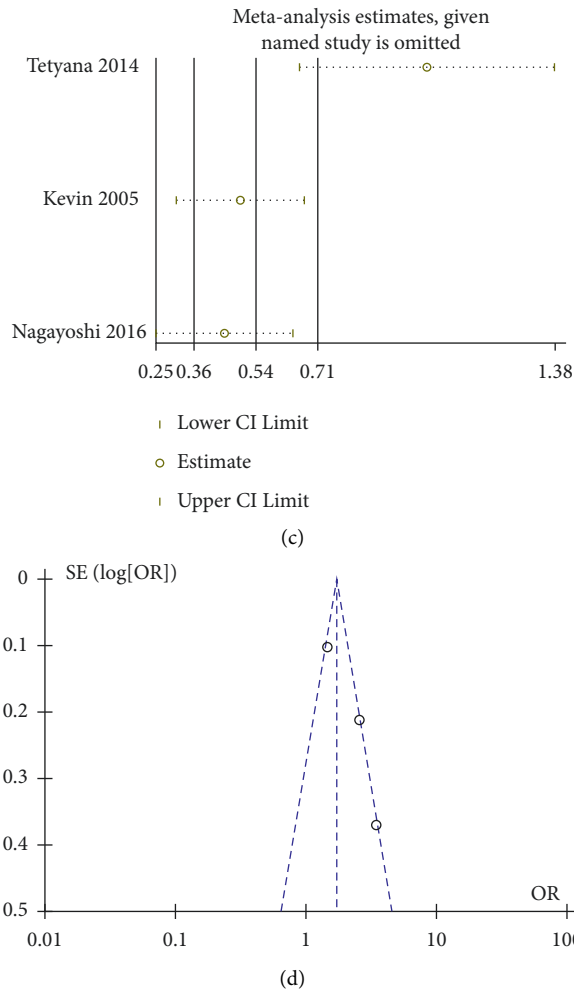 Meta-analysis estimates, given
named study is omitted
Tetyana 2014
Kevin 2005
Nagayoshi 2016
0.25 0.36 0.54 0.71 1.38
Lower CI Limit
Estimate
Upper CI Limit
(c)
SE (log[OR])
0
0.1
0.2
0.3
0.4
OR
0.5
0.01 0.1 1 10 100
(d)